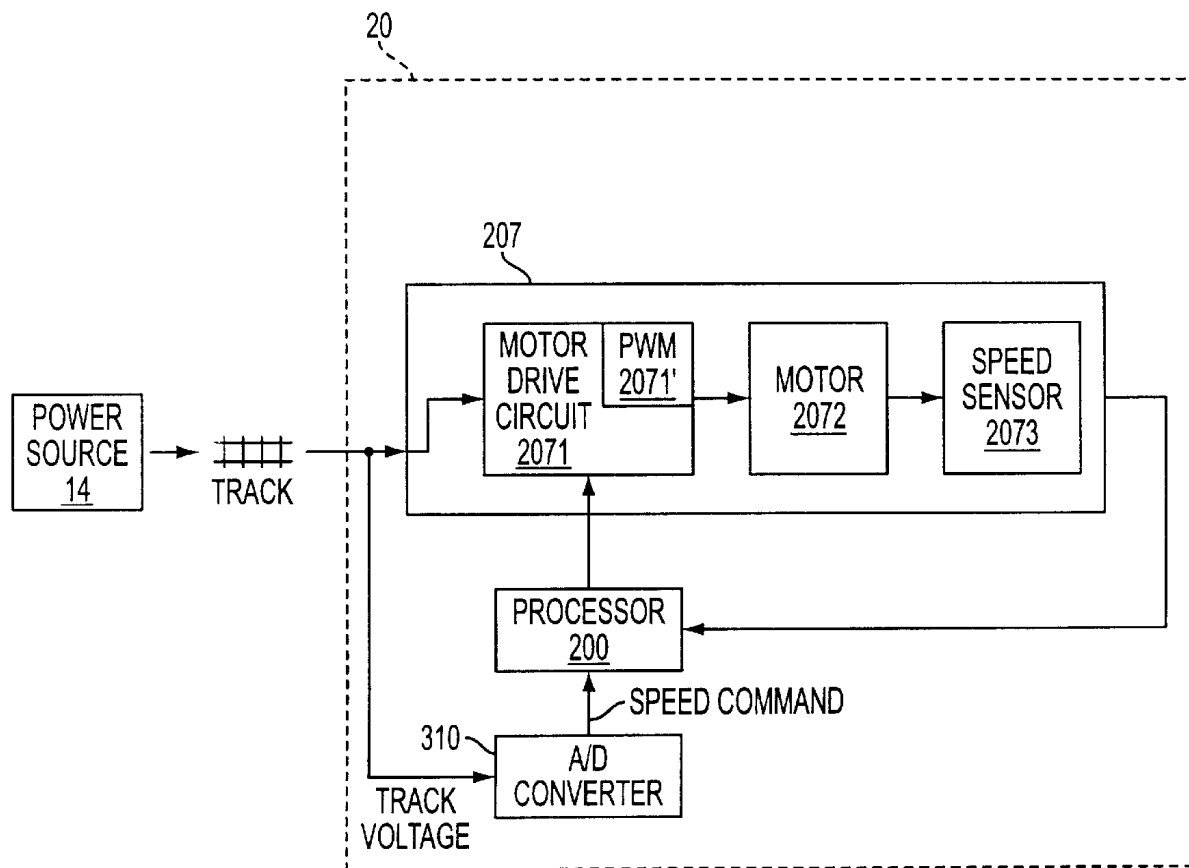 20
207
MOTOR
DRIVE
CIRCUIT
2071
PWM
2071'
MOTOR
2072
SPEED
SENSOR
2073
POWER
SOURCE
14
TRACK
PROCESSOR
200
SPEED COMMAND
310
A/D
CONVERTER
TRACK
VOLTAGE